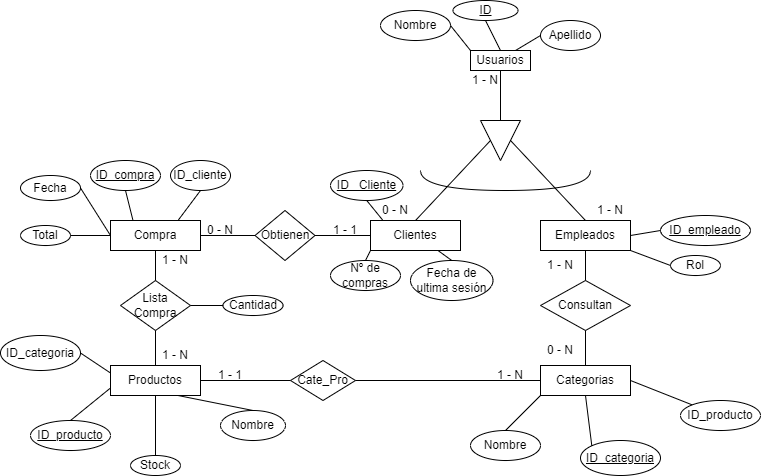 ID
Nombre
Apellido
Usuarios
1 - N
ID_compra
ID_cliente
Fecha
ID_Cliente
0 - N
1 - N
ID_empleado
Total
Compra
0 - N
Obtienen
1 - 1
Clientes
Empleados
1 - N
1 - N
Rol
Nº de
compras
Fecha de
ultima sesión
Lista
Compra
Cantidad
Consultan
ID_categoria
1 - N
0 - N
Productos
1 - 1
Cate_Pro
1 - N
Categorias
ID_producto
Nombre
ID_producto
Nombre
Stock
ID_categoria